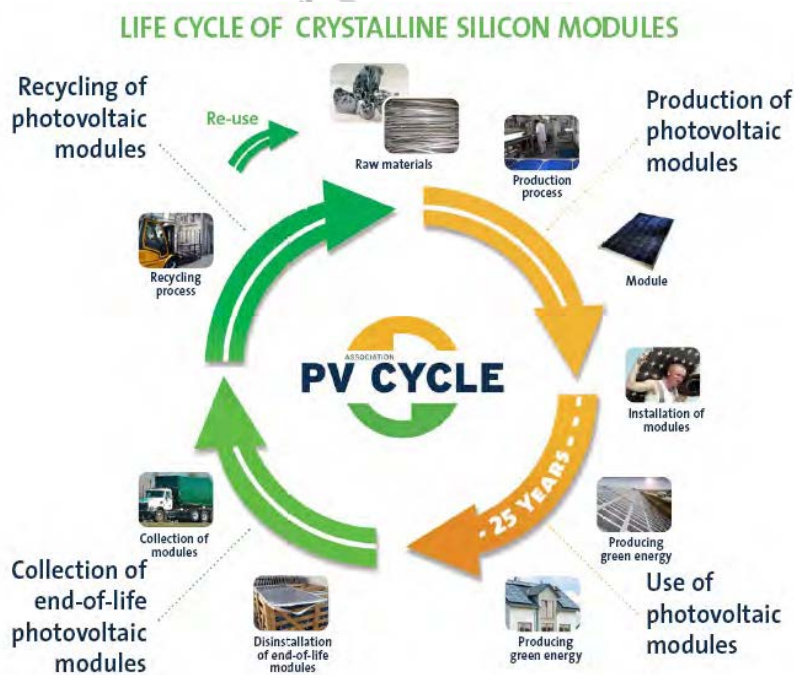 LIFE CYCLE OF CRYSTALLINE SILICON MODULES
Recycling of
photovoltaic
modules
Re-use
Raw materials
Production
process
Production of
photovoltaic
modules
Module
Recycling
process
ASSOCIATION
PV CYCLE
Installation of
modules
- 25 YEARS - - -
Producing
green energy
Use of
photovoltaic
modules
Producing
green energy
Disinstallation
of end-of-life
modules
Collection of
modules
Collection of
end-of-life
photovoltaic
modules